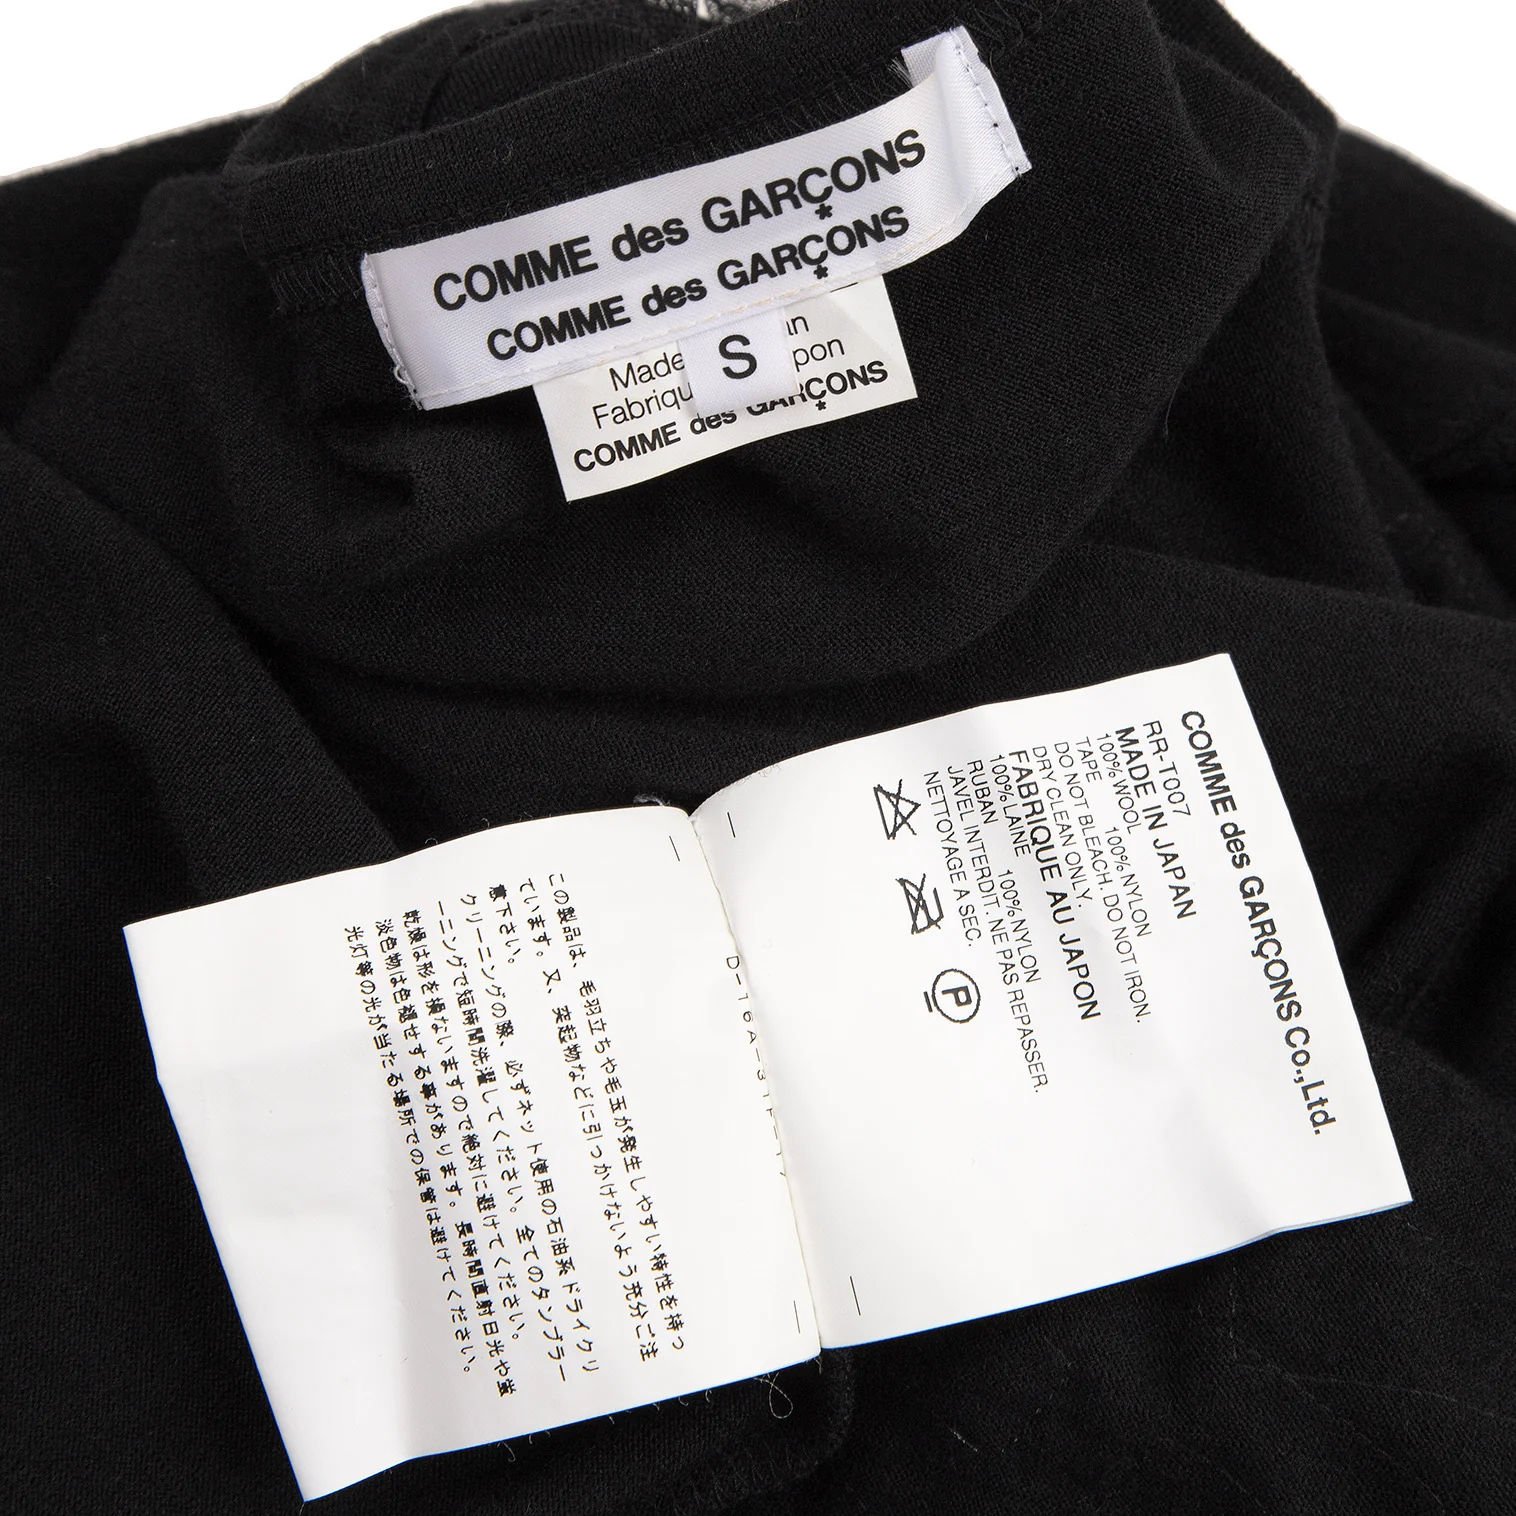 COMME des GARÇONS
COMME des GARÇONS
S
Made
Fabriqu
pon
COMME des GARÇONS
COMME des GARÇONS Co.,Ltd.
RR-T007
MADE IN JAPAN
100% WOOL 100% NYLON
TAPE
DO NOT BLEACH. DO NOT IRON.
DRY CLEAN ONLY.
FABRIQUE AU JAPON
100% LAINE 100% NYLON
RUBAN
JAVEL INTERDIT. NE PAS REPASSER.
NETTOYAGE A SEC.
P
この製品は、毛羽立ちや毛玉が発生しやすい特性を持つ
ています。又、突起物などに引っかけないよう充分ご注
意下さい。
クリーニングの際、必ずネット使用の石油系ドライクリ
ーニングで短時間洗濯してください。全てのタンブラー
乾燥は形を損ないますので絶対に避けてください。
淡色物は色褪せする事があります。長時間直射日光や蛍
光灯等の光が当たる場所での保管は避けてください。